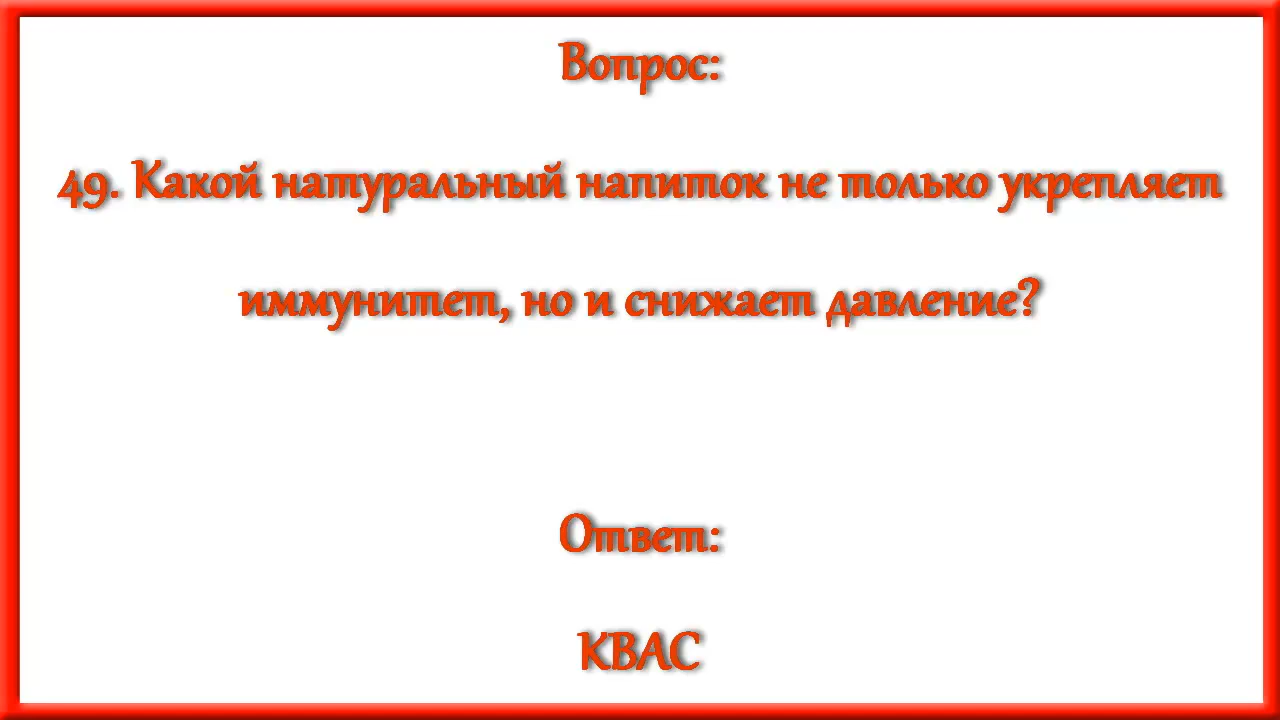 Вопрос:
49. Какой натуральный напиток не только укрепляет
иммунитет, но и снижает давление?
Ответ:
КВАС